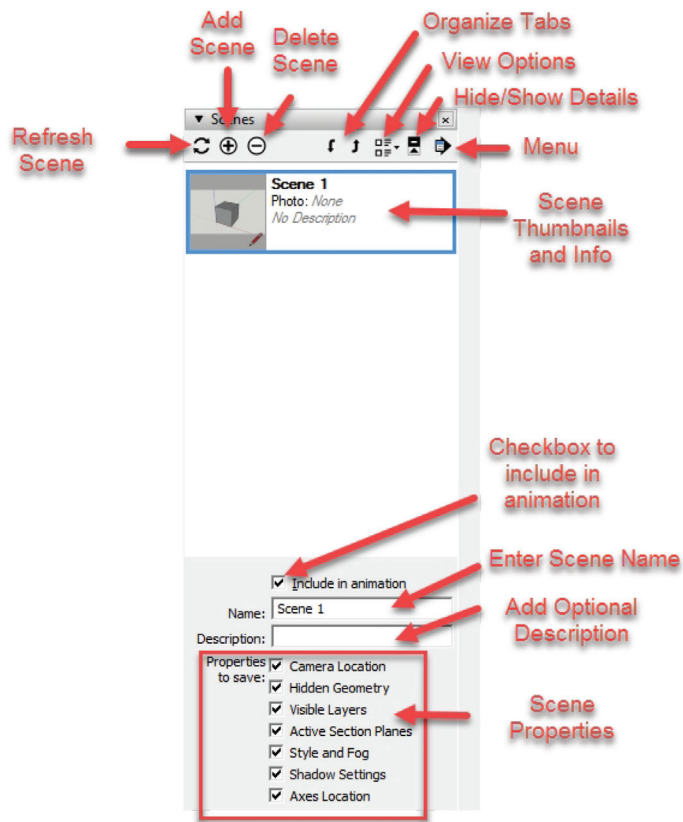 Add
Scene
Delete
Scene
Organize Tabs
View Options
Hide/Show Details
Refresh
Scene
Menu
Scenes
Scene 1
Photo: None
No Description
Scene
Thumbnails
and Info
Checkbox to
include in
animation
Include in animation
Enter Scene Name
Name: Scene 1
Add Optional
Description
Description:
Properties
to save:
Camera Location
Hidden Geometry
Visible Layers
Active Section Planes
Style and Fog
Shadow Settings
Axes Location
Scene
Properties